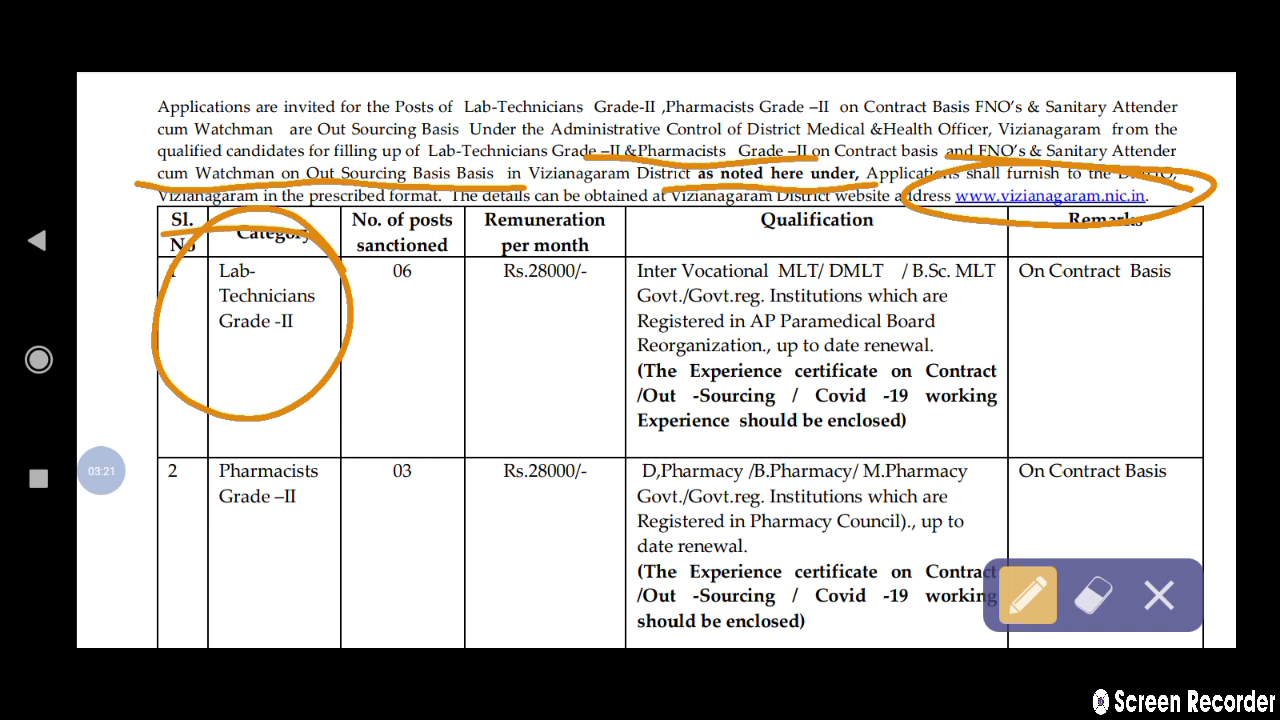 Applications are invited for the Posts of Lab-Technicians Grade-II ,Pharmacists Grade –II on Contract Basis FNO's & Sanitary Attender
cum Watchman are Out Sourcing Basis Under the Administrative Control of District Medical &Health Officer, Vizianagaram from the
qualified candidates for filling up of Lab-Technicians Grade –II &Pharmacists Grade –II on Contract basis and FNO's & Sanitary Attender
cum Watchman on Out Sourcing Basis Basis in Vizianagaram District as noted here under, Applications shall furnish to the DMHO,
Vizianagaram in the prescribed format. The details can be obtained at Vizianagaram District website address www.vizianagaram.nic.in.
Sl. No Category No. of posts sanctioned Remuneration per month Qualification Remarks
1 Lab- 06 Rs.28000/- Inter Vocational MLT/ DMLT / B.Sc. MLT On Contract Basis
Technicians Govt./Govt.reg. Institutions which are
Grade -II Registered in AP Paramedical Board
Reorganization., up to date renewal.
(The Experience certificate on Contract
/Out -Sourcing / Covid -19 working
Experience should be enclosed)
2 Pharmacists 03 Rs.28000/- D,Pharmacy /B.Pharmacy/ M.Pharmacy On Contract Basis
Grade –II Govt./Govt.reg. Institutions which are
Registered in Pharmacy Council)., up to
date renewal.
(The Experience certificate on Contract
/Out -Sourcing / Covid -19 working
should be enclosed)
03:21
Screen Recorder